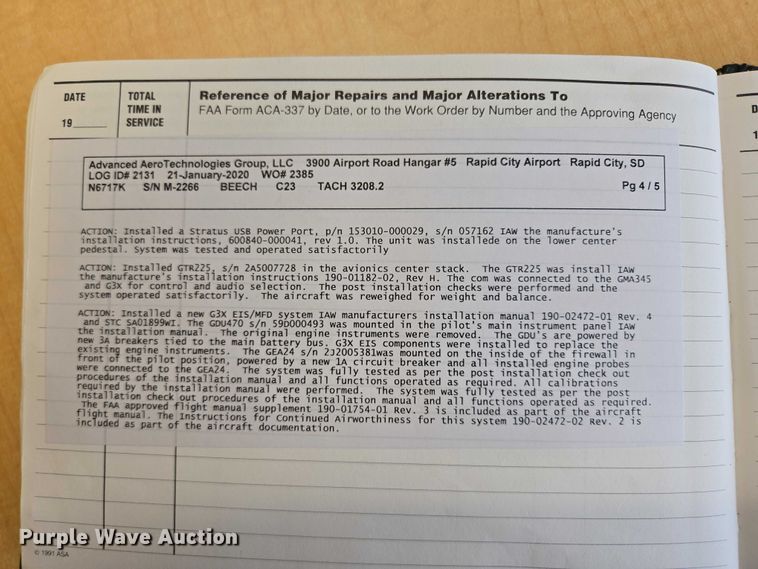 DATE
19
TOTAL
TIME IN
SERVICE
Reference of Major Repairs and Major Alterations To
FAA Form ACA-337 by Date, or to the Work Order by Number and the Approving Agency
Advanced AeroTechnologies Group, LLC 3900 Airport Road Hangar #5 Rapid City Airport Rapid City, SD
LOG ID# 2131 21-January-2020 WO# 2385
N6717K S/N M-2266 BEECH C23 TACH 3208.2 Pg 4 / 5
ACTION: Installed a Stratus USB Power Port, p/n 153010-000029, s/n 057162 IAW the manufacture's
installation instructions, 600840-000041, rev 1.0. The unit was installede on the lower center
pedestal. System was tested and operated satisfactorily
ACTION: Installed GTR225, s/n 2A5007728 in the avionics center stack. The GTR225 was install IAW
the manufacture's installation instructions 190-01182-02, Rev H. The com was connected to the GMA345
and G3X for control and audio selection. The post installation checks were performed and the
system operated satisfactorily. The aircraft was reweighed for weight and balance.
ACTION: Installed a new G3X EIS/MFD system IAW manufacturers installation manual 190-02472-01 Rev. 4
and STC SA01899WI. The GDU470 s/n 59D000493 was mounted in the pilot's main instrument panel IAW
the installation manual. The original engine instruments were removed. The GDU's are powered by
new 3A breakers tied to the main battery bus. G3X EIS components were installed to replace the
existing engine instruments. The GEA24 s/n 2J2005381was mounted on the inside of the firewall in
front of the pilot position, powered by a new 1A circuit breaker and all installed engine probes
were connected to the GEA24. The system was fully tested as per the post installation check out
procedures of the installation manual and all functions operated as required. All calibrations
required by the installation manual were performed. The system was fully tested as per the post
installation check out procedures of the installation manual and all functions operated as required.
The FAA approved flight manual supplement 190-01754-01 Rev. 3 is included as part of the aircraft
flight manual. The Instructions for Continued Airworthiness for this system 190-02472-02 Rev. 2 is
included as part of the aircraft documentation.
Purple Wave Auction
© 1991 ASA